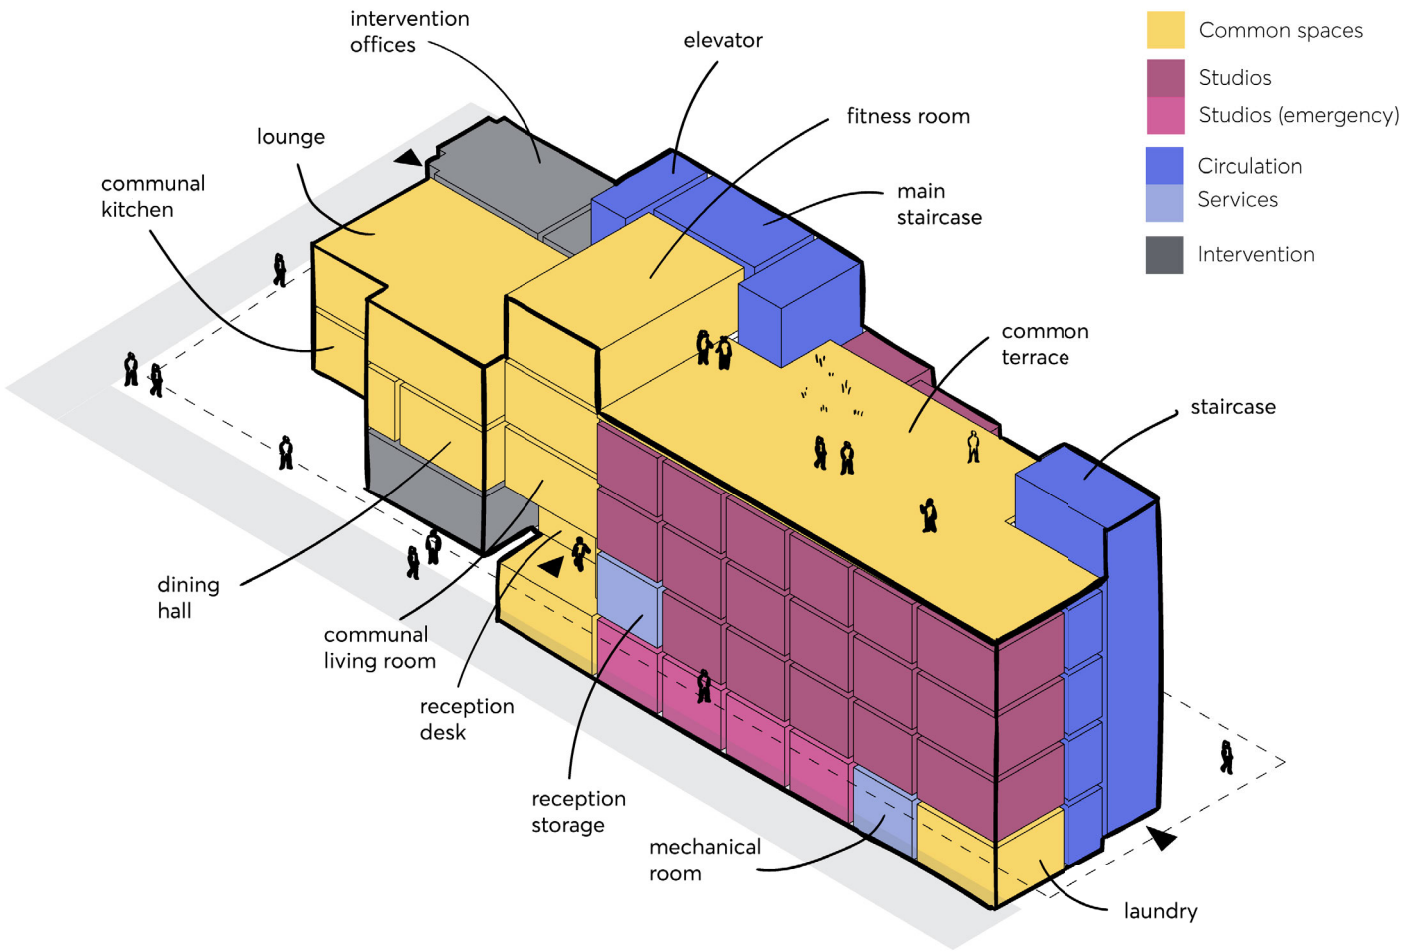 intervention
offices
elevator
fitness room
lounge
communal
kitchen
main
staircase
common
terrace
staircase
dining
hall
communal
living room
reception
desk
reception
storage
mechanical
room
laundry
Common spaces
Studios
Studios (emergency)
Circulation
Services
Intervention